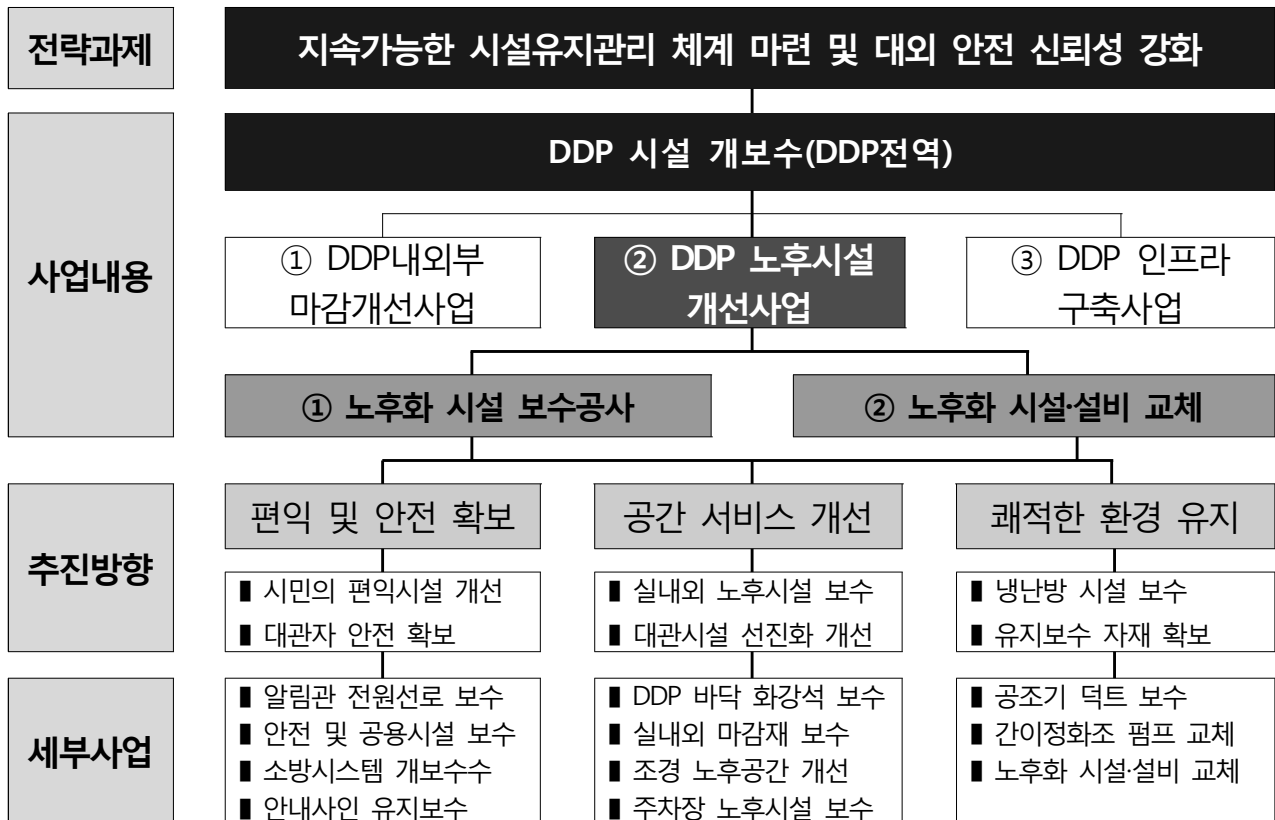 전략과제
지속가능한 시설유지관리 체계 마련 및 대외 안전 신뢰성 강화
사업내용
DDP 시설 개보수(DDP전역)
① DDP내외부
마감개선사업
② DDP 노후시설
개선사업
③ DDP 인프라
구축사업
① 노후화 시설 보수공사
② 노후화 시설·설비 교체
추진방향
편익 및 안전 확보
공간 서비스 개선
쾌적한 환경 유지
▮ 시민의 편익시설 개선
▮ 대관자 안전 확보
▮ 실내외 노후시설 보수
▮ 대관시설 선진화 개선
▮ 냉난방 시설 보수
▮ 유지보수 자재 확보
세부사업
▮ 알림관 전원선로 보수
▮ 안전 및 공용시설 보수
▮ 소방시스템 개보수수
▮ 안내사인 유지보수
▮ DDP 바닥 화강석 보수
▮ 실내외 마감재 보수
▮ 조경 노후공간 개선
▮ 주차장 노후시설 보수
▮ 공조기 덕트 보수
▮ 간이정화조 펌프 교체
▮ 노후화 시설·설비 교체